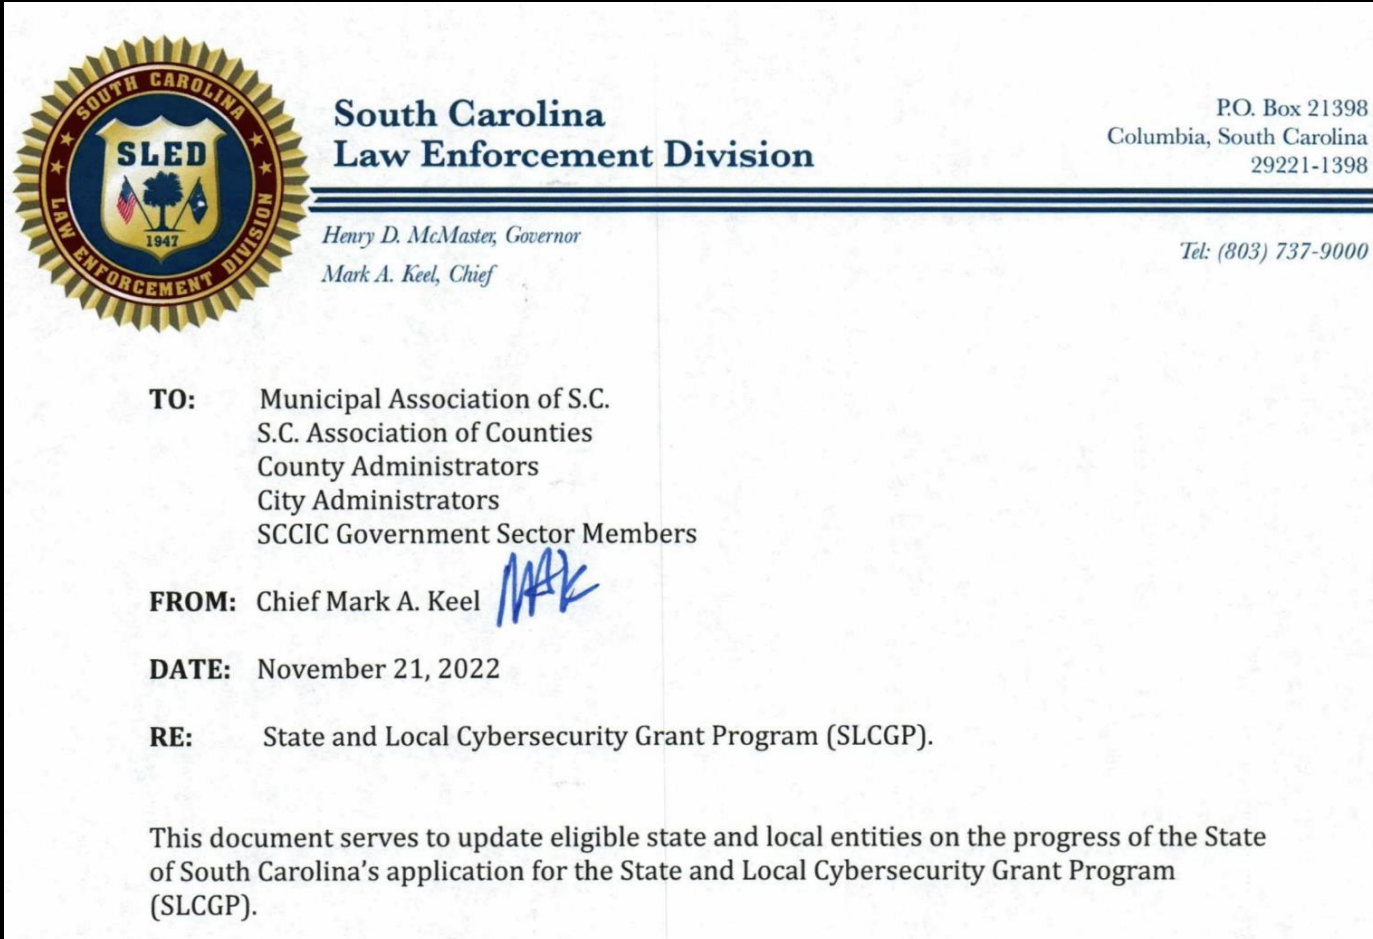 SOUTH CAROLINA
SLED
1947
LAW ENFORCEMENT DIVISION
South Carolina
Law Enforcement Division
P.O. Box 21398
Columbia, South Carolina
29221-1398
Henry D. McMaster, Governor
Mark A. Keel, Chief
Tel: (803) 737-9000
TO: Municipal Association of S.C.
S.C. Association of Counties
County Administrators
City Administrators
SCCIC Government Sector Members
FROM: Chief Mark A. Keel MAK
DATE: November 21, 2022
RE: State and Local Cybersecurity Grant Program (SLCGP).
This document serves to update eligible state and local entities on the progress of the State
of South Carolina's application for the State and Local Cybersecurity Grant Program
(SLCGP).